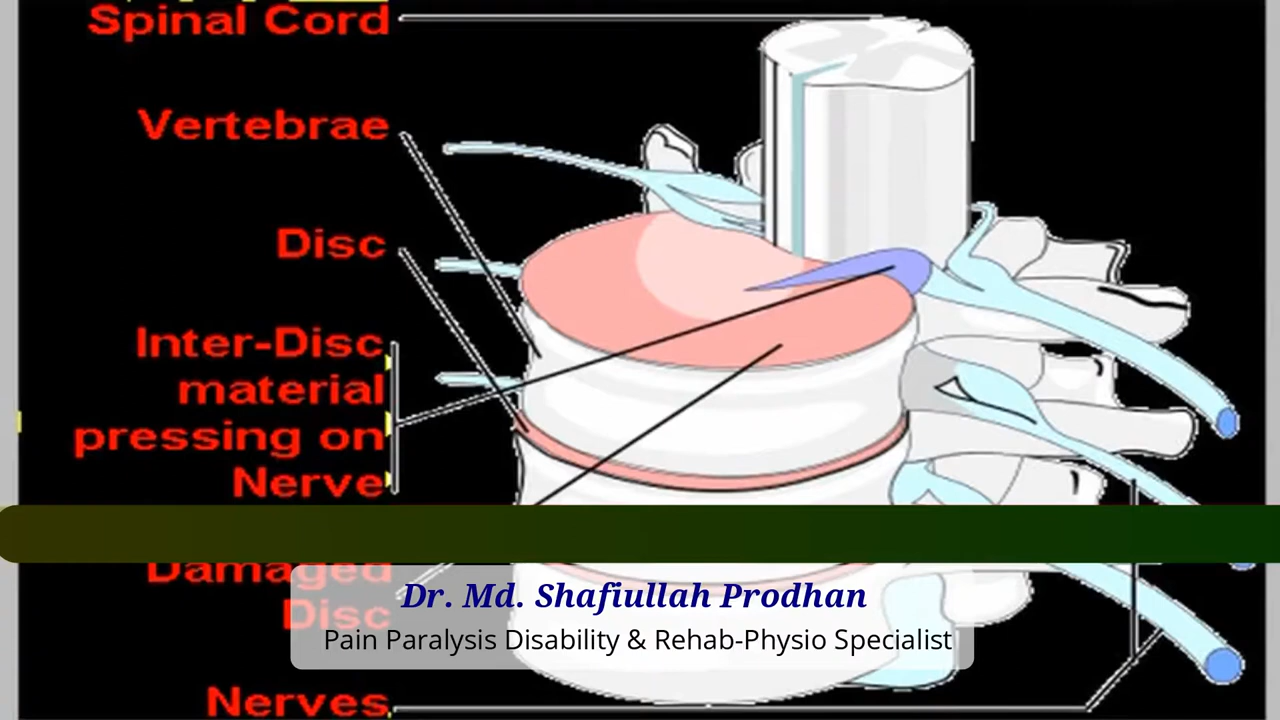 Spinal Cord
Vertebrae
Disc
Inter-Disc
material
pressing on
Nerve
Damaged
Disc
Dr. Md. Shafiullah Prodhan
Pain Paralysis Disability & Rehab-Physio Specialist
Nerves